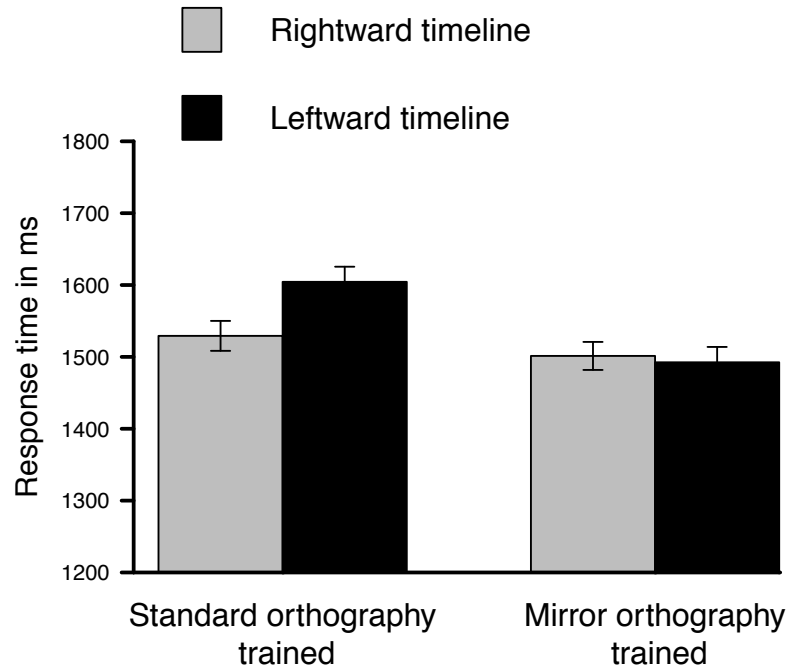 Rightward timeline
Leftward timeline
Response time in ms
1800
1700
1600
1500
1400
1300
1200
Standard orthography
trained
Mirror orthography
trained